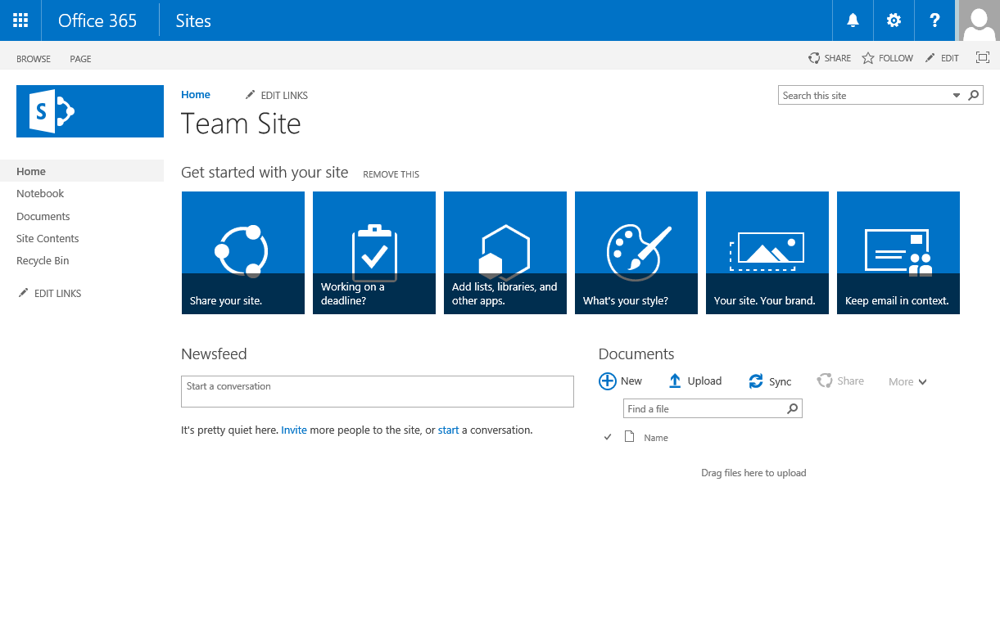 Office 365 Sites ?
BROWSE PAGE SHARE FOLLOW EDIT
S
Home EDIT LINKS
Search this site
Team Site
Home
Notebook
Documents
Site Contents
Recycle Bin
EDIT LINKS
Get started with your site REMOVE THIS
Share your site.
Working on a
deadline?
Add lists, libraries, and
other apps.
What's your style?
Your site. Your brand.
Keep email in context.
Newsfeed
Start a conversation
It's pretty quiet here. Invite more people to the site, or start a conversation.
Documents
New Upload Sync Share More
Find a file
Name
Drag files here to upload